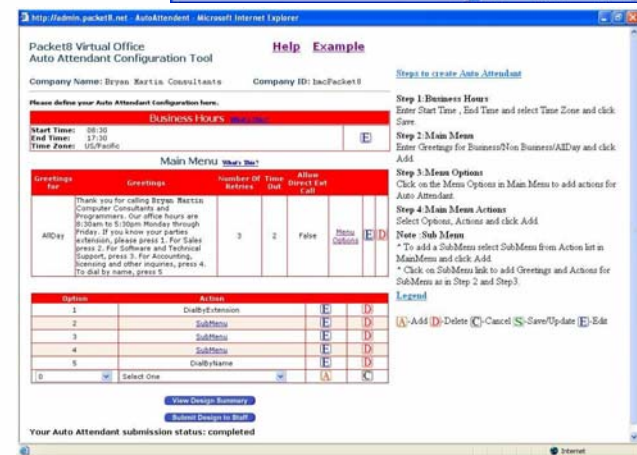 http://admin.packet8.net - AutoAttendent - Microsoft Internet Explorer
Packet8 Virtual Office
Auto Attendant Configuration Tool
Help Example
Company Name: Bryan Martin Consultants Company ID: bmcPacket8
Please define your Auto Attendant Configuration here.
Business Hours What's This?
Start Time: 08:30
End Time: 17:30
Time Zone: US/Pacific
E
Main Menu What's This?
Greetings for Greetings Number Of Retries Time Out Allow Direct Ext Call
AllDay
Thank you for calling Bryan Martin
Computer Consultants and
Programmers. Our office hours are
8:30am to 5:30pm Monday through
Friday. If you know your parties
extension, please press 1. For Sales
press 2. For Software and Technical
Support, press 3. For Accounting,
licensing and other inquiries, press 4.
To dial by name, press 5
3 2 False Menu Options E D
Option Action
1 DialByExtension E D
2 SubMenu E D
3 SubMenu E D
4 SubMenu E D
5 DialByName E D
0 Select One A C
View Design Summary
Submit Design to Staff
Your Auto Attendant submission status: completed
Steps to create Auto Attendant
Step 1:Business Hours
Enter Start Time , End Time and select Time Zone and click
Save.
Step 2:Main Menu
Enter Greetings for Business/Non Business/AllDay and click
Add.
Step 3:Menu Options
Click on the Menu Options in Main Menu to add actions for
Auto Attendant.
Step 4:Main Menu Actions
Select Options, Actions and click Add.
Note :Sub Menu
* To add a SubMenu select SubMenu from Action list in
MainMenu and click Add.
* Click on SubMenu link to add Greetings and Actions for
SubMenu as in Step 2 and Step3.
Legend
A-Add D-Delete C-Cancel S-Save/Update E-Edit
Internet